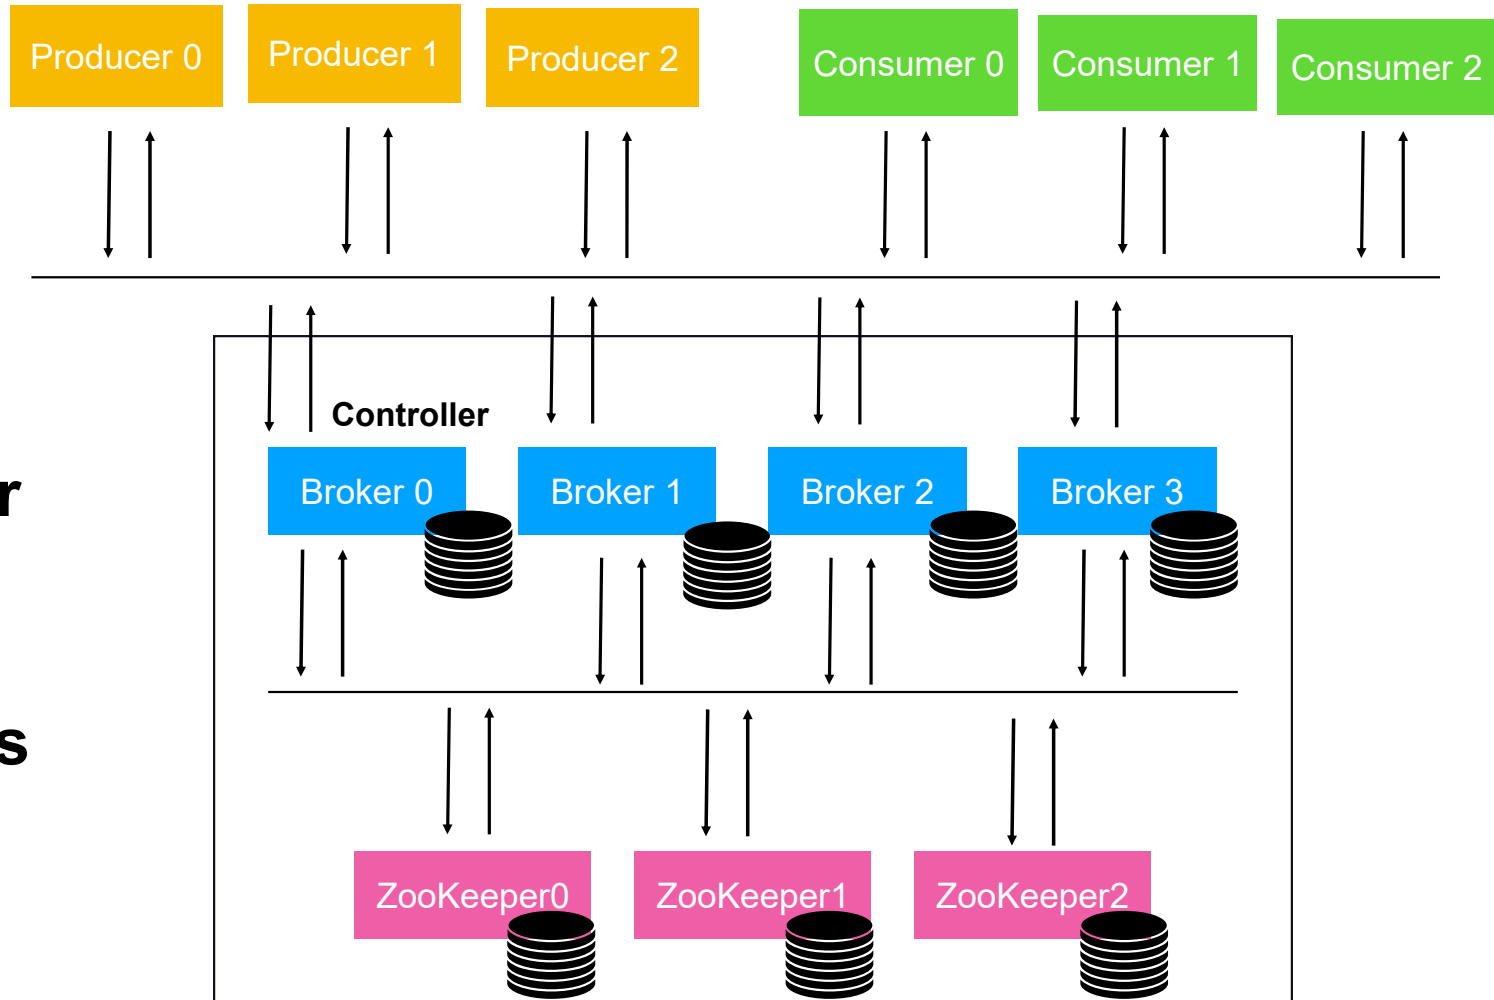 Producer 0
Producer 1
Producer 2
Consumer 0
Consumer 1
Consumer 2
Controller
Broker 0
Broker 1
Broker 2
Broker 3
r
s
ZooKeeper0
ZooKeeper1
ZooKeeper2